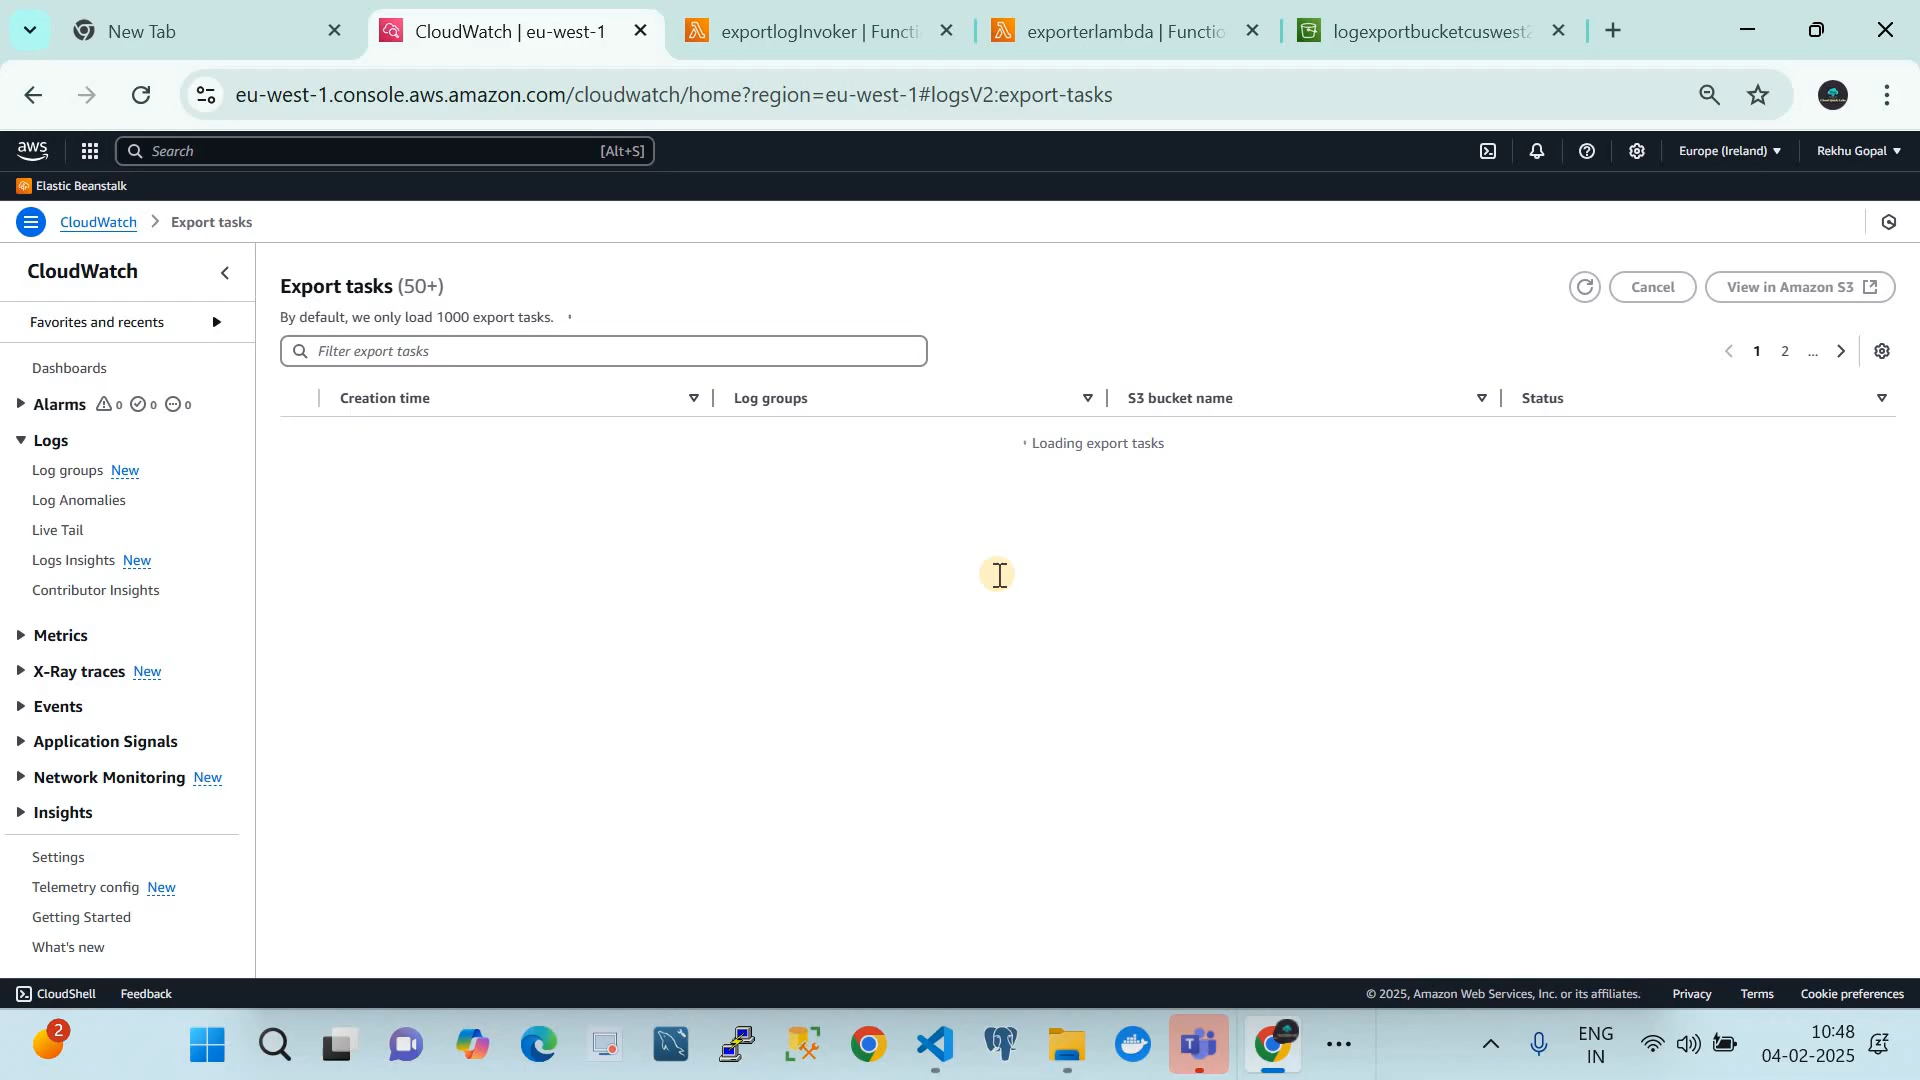 New Tab
CloudWatch | eu-west-1
exportlogInvoker | Functi
exporterlambda | Functio
logexportbucketcuswest2
eu-west-1.console.aws.amazon.com/cloudwatch/home?region=eu-west-1#logsV2:export-tasks
aws
Search
[Alt+S]
Europe (Ireland)
Rekhu Gopal
Elastic Beanstalk
CloudWatch
Export tasks
CloudWatch
Favorites and recents
Dashboards
Alarms 0 0 0
Logs
Log groups New
Log Anomalies
Live Tail
Logs Insights New
Contributor Insights
Metrics
X-Ray traces New
Events
Application Signals
Network Monitoring New
Insights
Settings
Telemetry config New
Getting Started
What's new
Export tasks (50+)
Cancel
View in Amazon S3
By default, we only load 1000 export tasks.
Filter export tasks
1 2 ...
Creation time
Log groups
S3 bucket name
Status
Loading export tasks
CloudShell
Feedback
© 2025, Amazon Web Services, Inc. or its affiliates.
Privacy
Terms
Cookie preferences
2
ENG
IN
10:48
04-02-2025